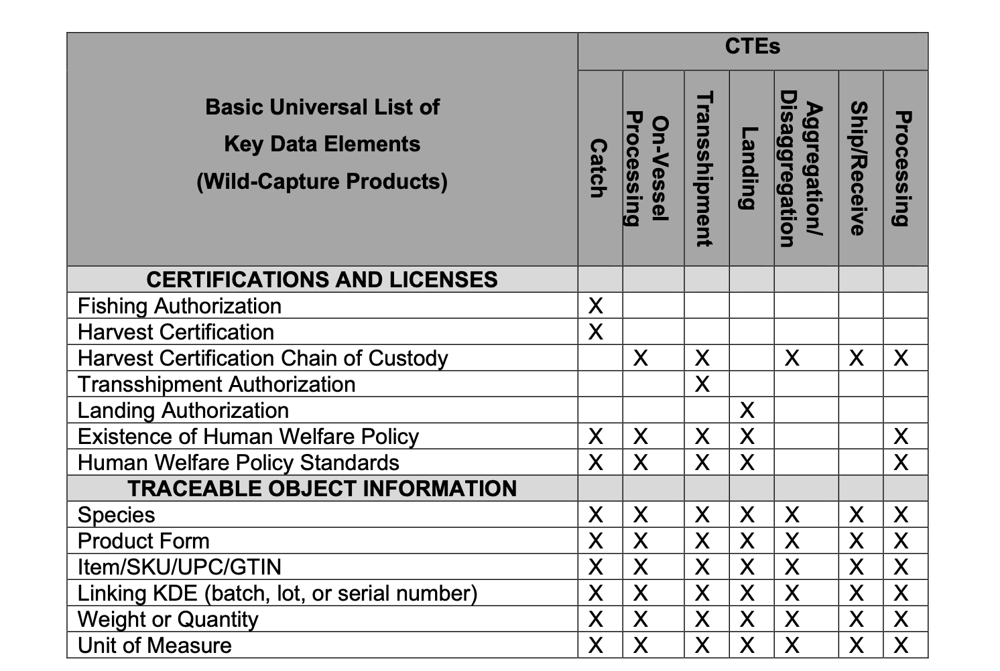 CTEs
Basic Universal List of
Key Data Elements
(Wild-Capture Products)
Catch
On-Vessel
Processing
Transshipment
Landing
Aggregation/
Disaggregation
Ship/Receive
Processing
CERTIFICATIONS AND LICENSES
Fishing Authorization X
Harvest Certification X
Harvest Certification Chain of Custody X X X X X
Transshipment Authorization X
Landing Authorization X
Existence of Human Welfare Policy X X X X X
Human Welfare Policy Standards X X X X X
TRACEABLE OBJECT INFORMATION
Species X X X X X X X
Product Form X X X X X X X
Item/SKU/UPC/GTIN X X X X X X X
Linking KDE (batch, lot, or serial number) X X X X X X X
Weight or Quantity X X X X X X X
Unit of Measure X X X X X X X